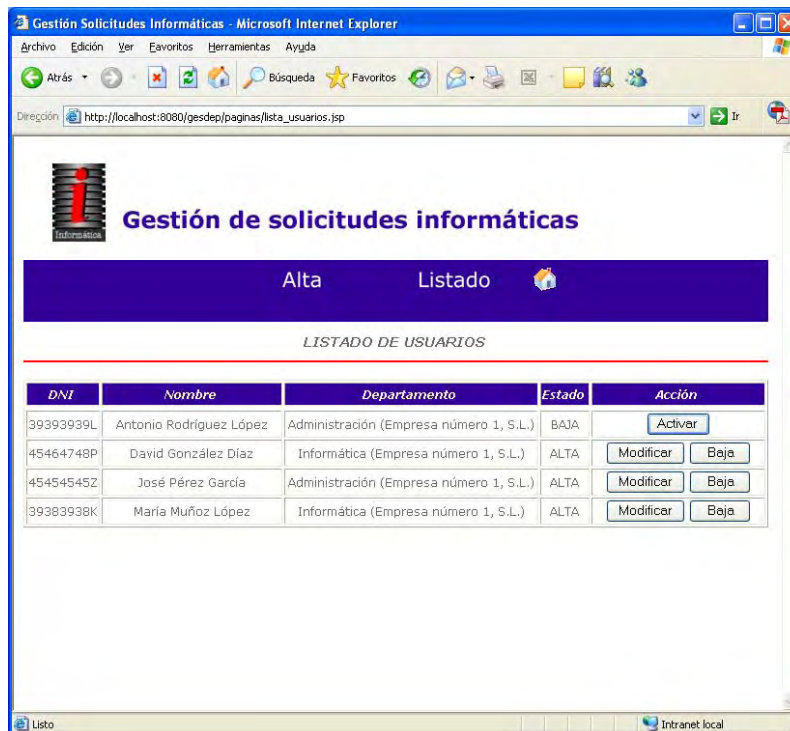 Gestión Solicitudes Informáticas - Microsoft Internet Explorer
Archivo Edición Ver Favoritos Herramientas Ayuda
Atrás Búsqueda Favoritos
Dirección http://localhost:8080/gesdep/paginas/lista_usuarios.jsp Ir
i
Informática
Gestión de solicitudes informáticas
Alta Listado
LISTADO DE USUARIOS
DNI Nombre Departamento Estado Acción
39393939L Antonio Rodríguez López Administración (Empresa número 1, S.L.) BAJA Activar
45464748P David González Díaz Informática (Empresa número 1, S.L.) ALTA Modificar Baja
45454545Z José Pérez García Administración (Empresa número 1, S.L.) ALTA Modificar Baja
39383938K María Muñoz López Informática (Empresa número 1, S.L.) ALTA Modificar Baja
Listo Intranet local